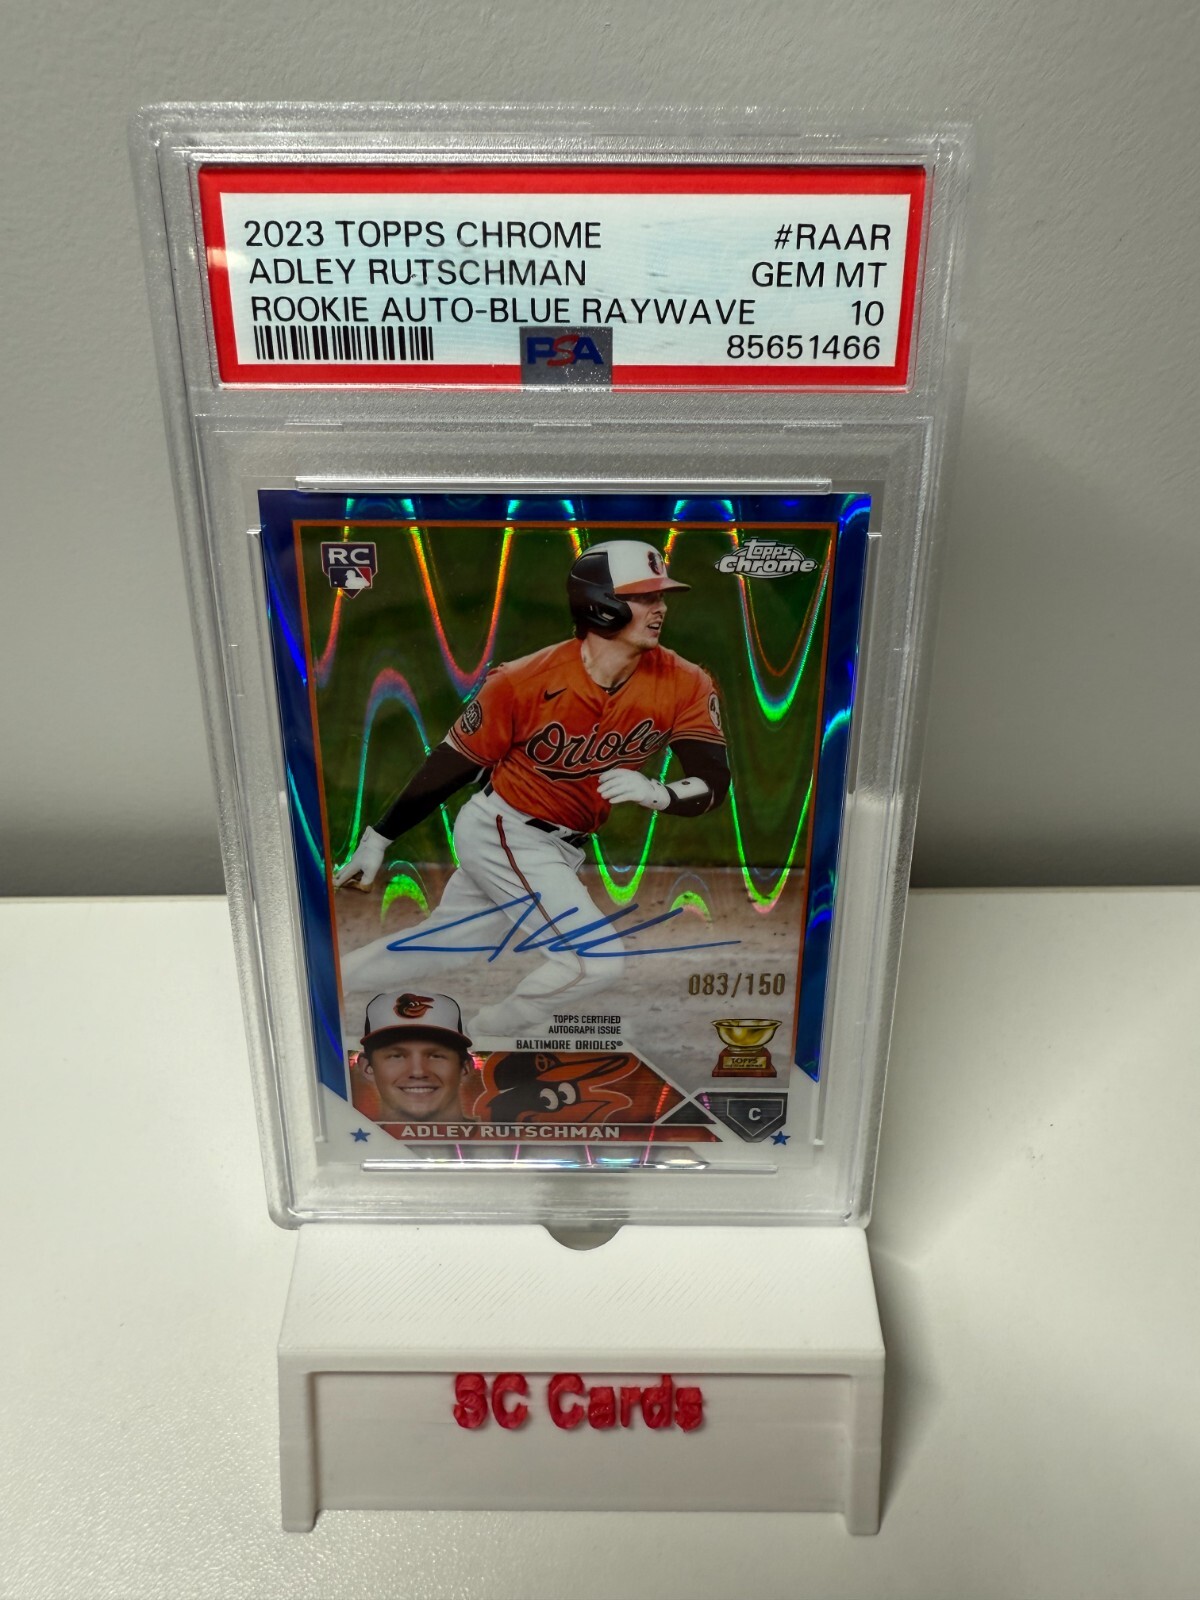 2023 TOPPS CHROME #RAAR
ADLEY RUTSCHMAN GEM MT
ROOKIE AUTO-BLUE RAYWAVE 10
PSA 85651466
RC
Topps
Chrome
Orioles
083/150
TOPPS CERTIFIED
AUTOGRAPH ISSUE
BALTIMORE ORIOLES®
TOPPS
C
ADLEY RUTSCHMAN
SC Cards